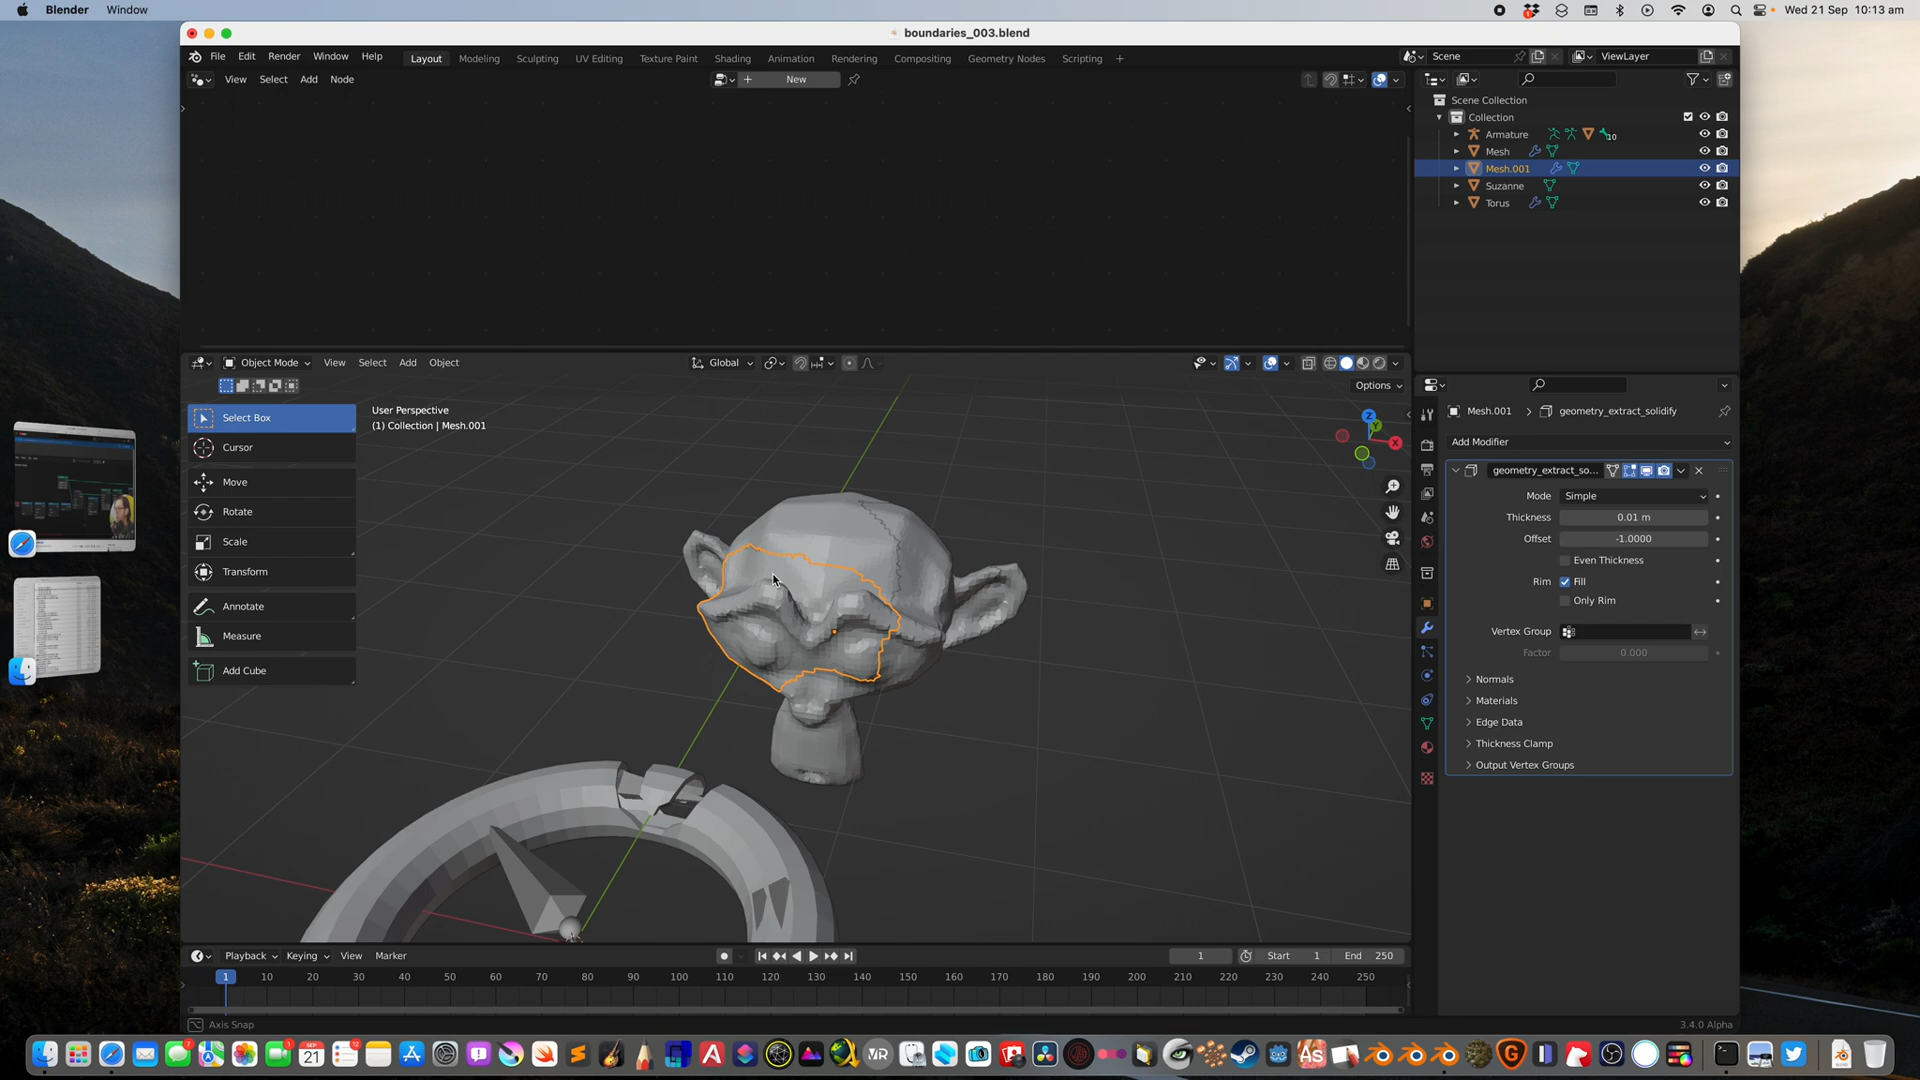 Blender Window
Wed 21 Sep 10:13 am
boundaries_003.blend
File Edit Render Window Help
Layout Modeling Sculpting UV Editing Texture Paint Shading Animation Rendering Compositing Geometry Nodes Scripting +
Scene
ViewLayer
View Select Add Node
+ New
Scene Collection
Collection
Armature
10
Mesh
Mesh.001
Suzanne
Torus
Object Mode View Select Add Object
Global
Options
Select Box
Cursor
Move
Rotate
Scale
Transform
Annotate
Measure
Add Cube
User Perspective
(1) Collection | Mesh.001
Z
Y
X
Mesh.001 > geometry_extract_solidify
Add Modifier
geometry_extract_so...
Mode Simple
Thickness 0.01 m
Offset -1.0000
Even Thickness
Rim Fill
Only Rim
Vertex Group
Factor 0.000
Normals
Materials
Edge Data
Thickness Clamp
Output Vertex Groups
Playback Keying View Marker
1
Start 1
End 250
1 10 20 30 40 50 60 70 80 90 100 110 120 130 140 150 160 170 180 190 200 210 220 230 240 250
Axis Snap
3.4.0 Alpha
SEP
21
VR
As